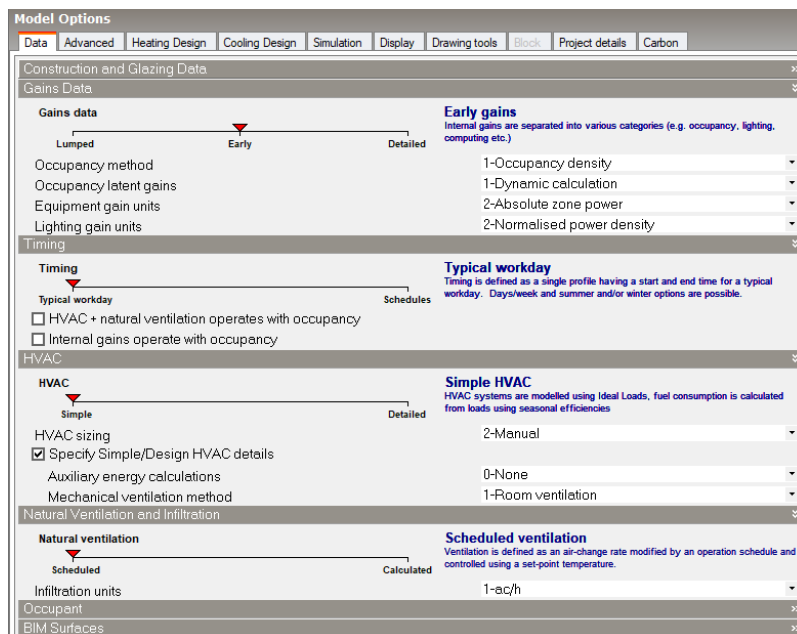 Model Options
Data Advanced Heating Design Cooling Design Simulation Display Drawing tools Block Project details Carbon
Construction and Glazing Data
Gains Data
Gains data
Lumped Early Detailed
Early gains
Internal gains are separated into various categories (e.g. occupancy, lighting,
computing etc.)
Occupancy method 1-Occupancy density
Occupancy latent gains 1-Dynamic calculation
Equipment gain units 2-Absolute zone power
Lighting gain units 2-Normalised power density
Timing
Timing
Typical workday Schedules
Typical workday
Timing is defined as a single profile having a start and end time for a typical
workday. Days/week and summer and/or winter options are possible.
HVAC + natural ventilation operates with occupancy
Internal gains operate with occupancy
HVAC
HVAC
Simple Detailed
Simple HVAC
HVAC systems are modelled using Ideal Loads, fuel consumption is calculated
from loads using seasonal efficiencies
HVAC sizing 2-Manual
Specify Simple/Design HVAC details
Auxiliary energy calculations 0-None
Mechanical ventilation method 1-Room ventilation
Natural Ventilation and Infiltration
Natural ventilation
Scheduled Calculated
Scheduled ventilation
Ventilation is defined as an air-change rate modified by an operation schedule and
controlled using a set-point temperature.
Infiltration units 1-ac/h
Occupant
BIM Surfaces